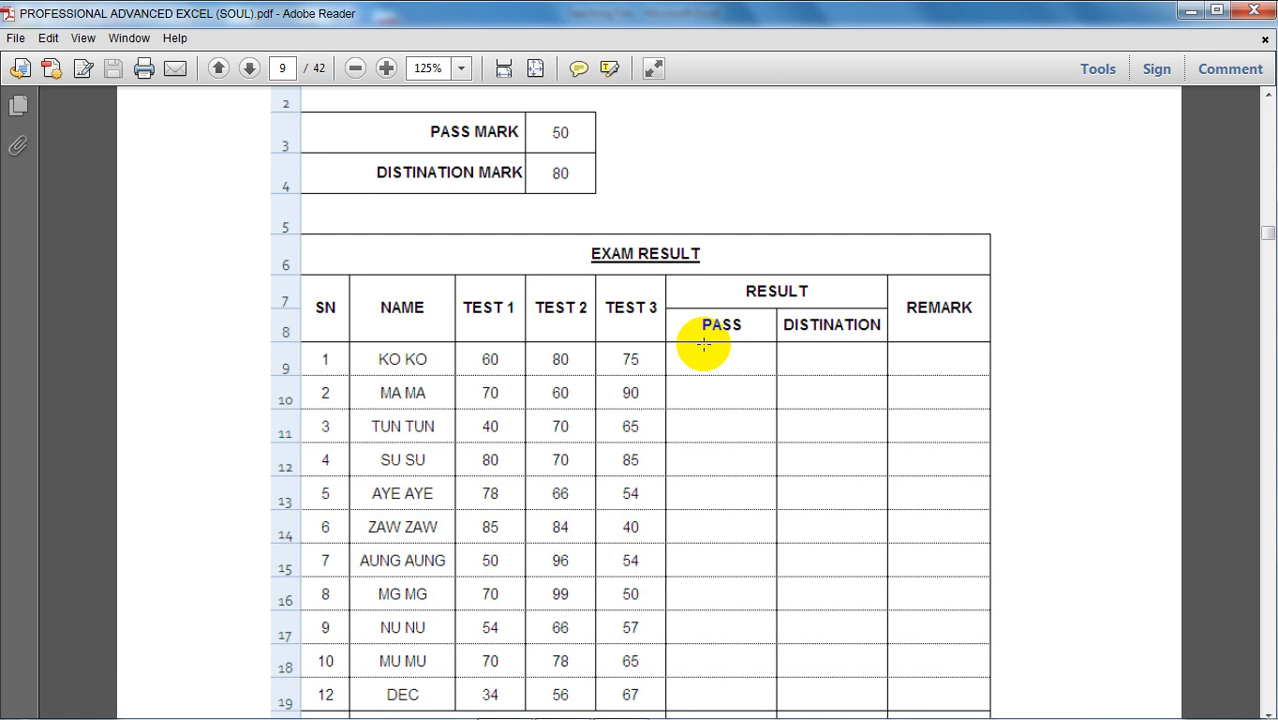 PROFESSIONAL ADVANCED EXCEL (SOUL).pdf - Adobe Reader
File Edit View Window Help
9 / 42 125% Tools Sign Comment
2
3 PASS MARK 50
4 DISTINATION MARK 80
5
6 EXAM RESULT
7 SN NAME TEST 1 TEST 2 TEST 3 RESULT REMARK
8 PASS DISTINATION
9 1 KO KO 60 80 75
10 2 MA MA 70 60 90
11 3 TUN TUN 40 70 65
12 4 SU SU 80 70 85
13 5 AYE AYE 78 66 54
14 6 ZAW ZAW 85 84 40
15 7 AUNG AUNG 50 96 54
16 8 MG MG 70 99 50
17 9 NU NU 54 66 57
18 10 MU MU 70 78 65
19 12 DEC 34 56 67